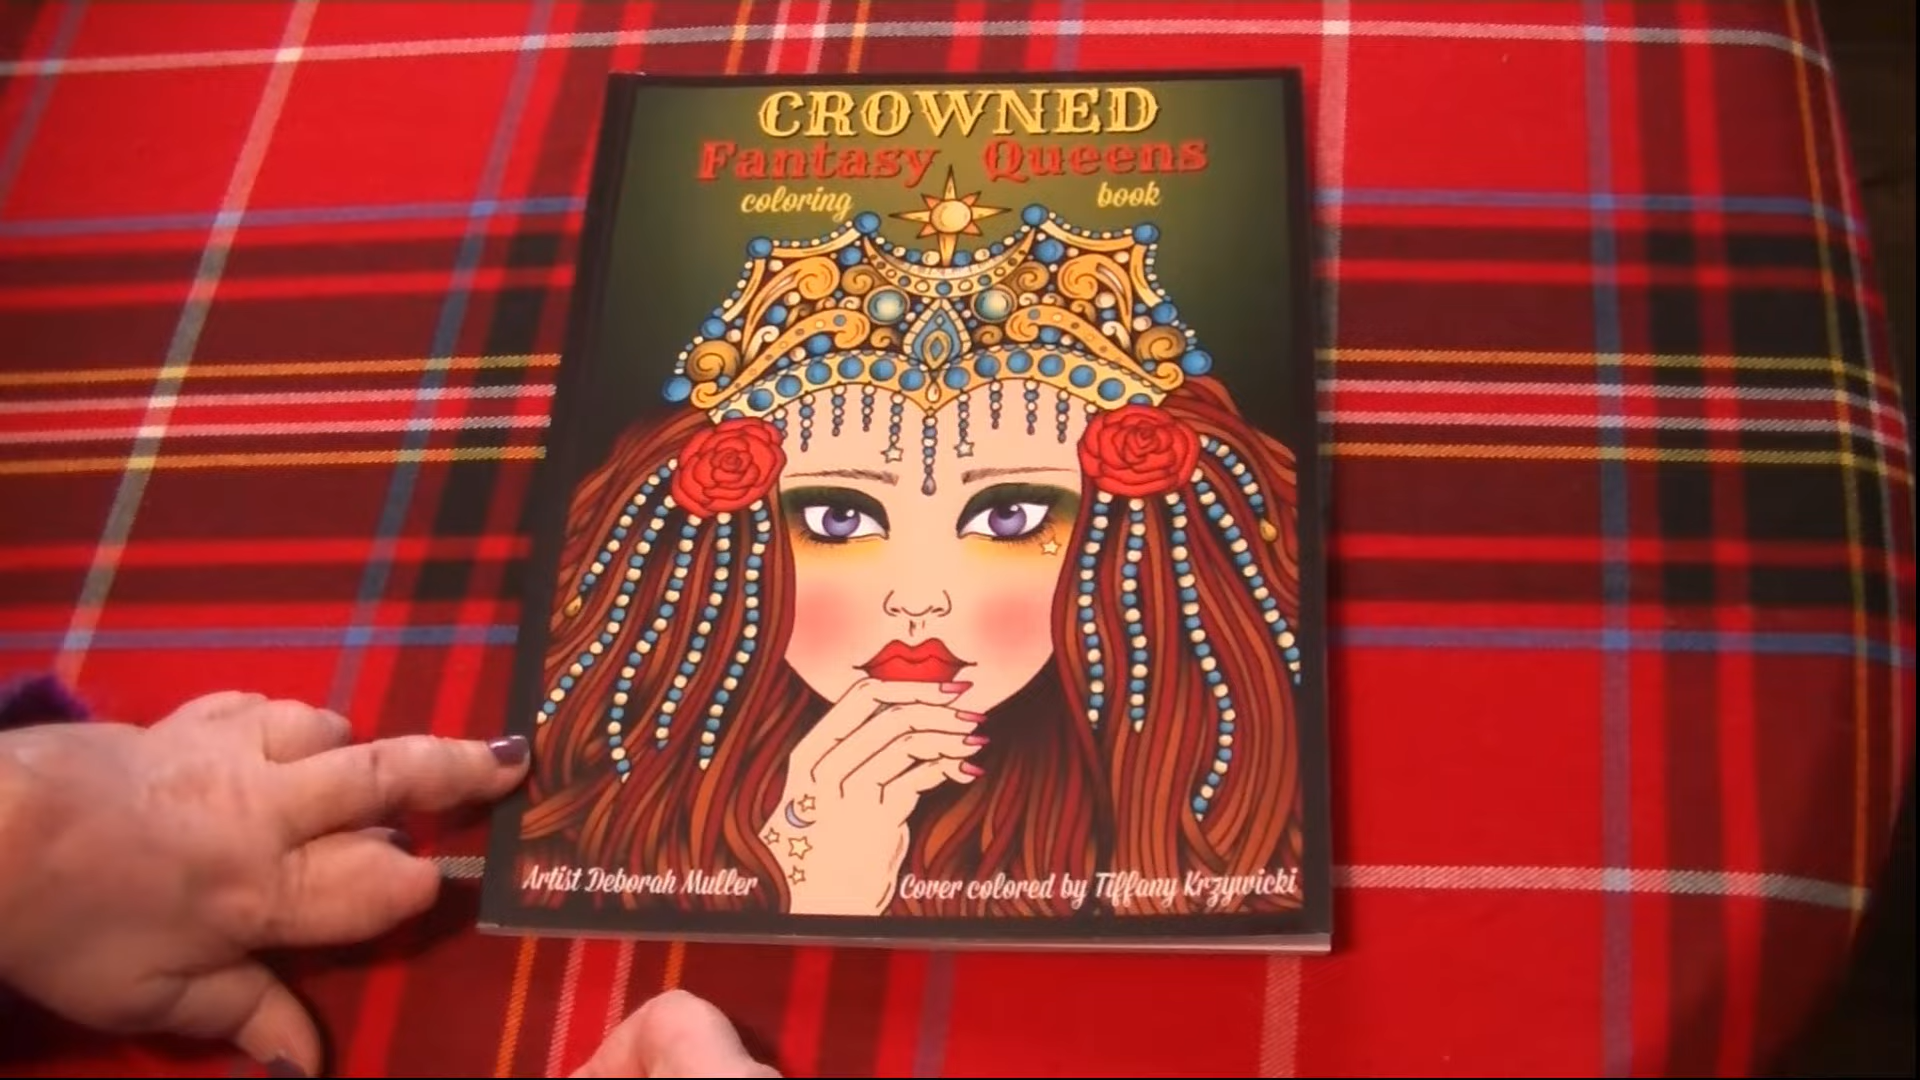 CROWNED
Fantasy Queens
coloring book
Artist Deborah Muller
Cover colored by Tiffany Krzywicki